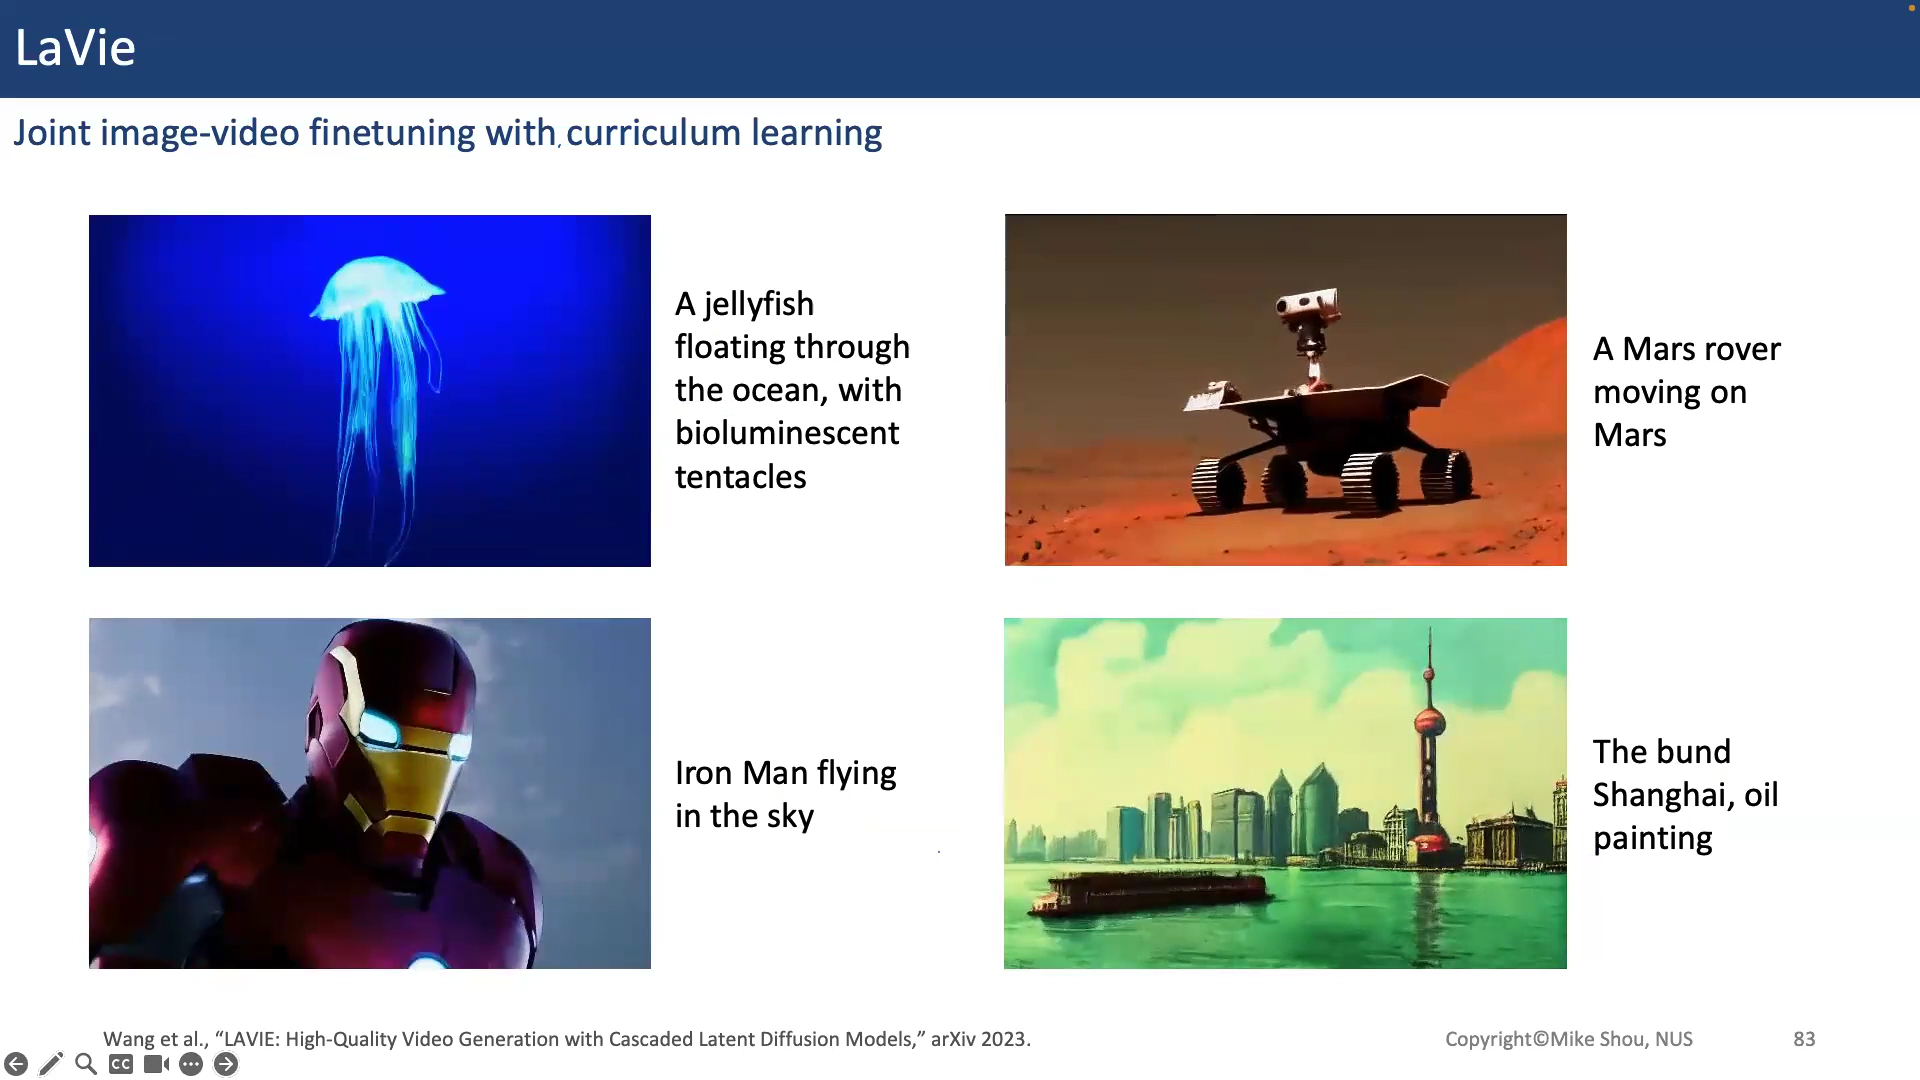 LaVie
Joint image-video finetuning with curriculum learning
A jellyfish
floating through
the ocean, with
bioluminescent
tentacles
A Mars rover
moving on
Mars
Iron Man flying
in the sky
The bund
Shanghai, oil
painting
Wang et al., “LAVIE: High-Quality Video Generation with Cascaded Latent Diffusion Models,” arXiv 2023.
Copyright©Mike Shou, NUS
83
CC